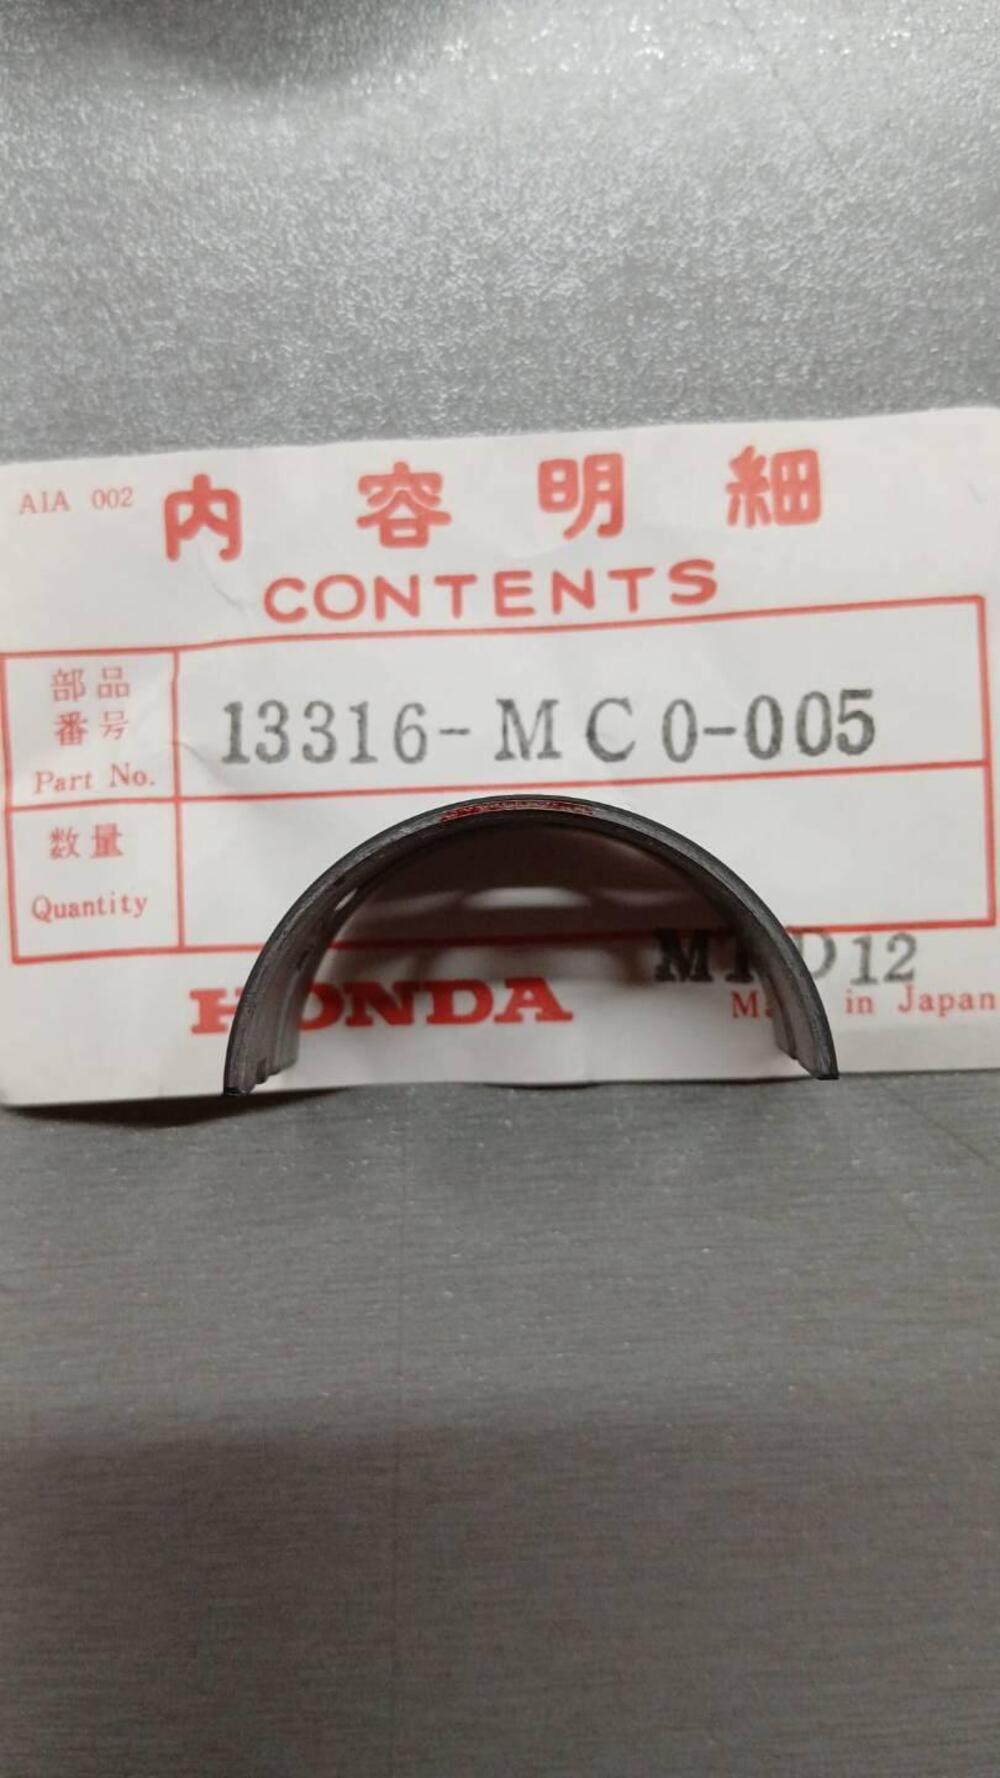 AIA 002
内容明細
CONTENTS
部品
番号
Part No.
13316-MC0-005
数量
Quantity
HONDA
D12
in Japan